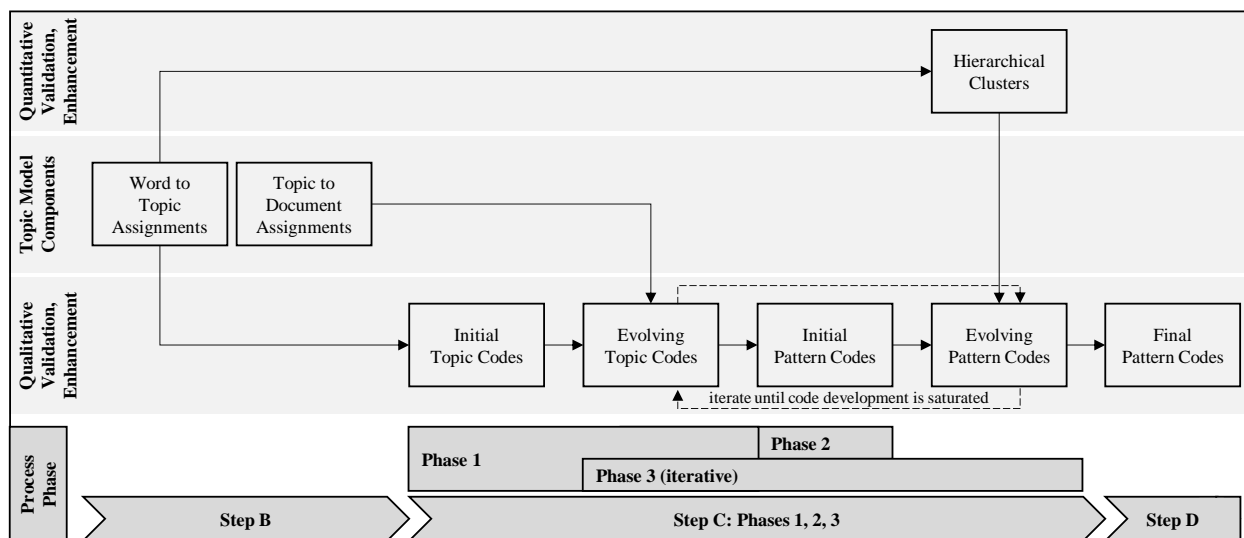 Quantitative
Validation,
Enhancement
Hierarchical
Clusters
Topic Model
Components
Word to
Topic
Assignments
Topic to
Document
Assignments
Qualitative
Validation,
Enhancement
Initial
Topic Codes
Evolving
Topic Codes
Initial
Pattern Codes
Evolving
Pattern Codes
Final
Pattern Codes
iterate until code development is saturated
Process
Phase
Phase 1
Phase 2
Phase 3 (iterative)
Step B
Step C: Phases 1, 2, 3
Step D